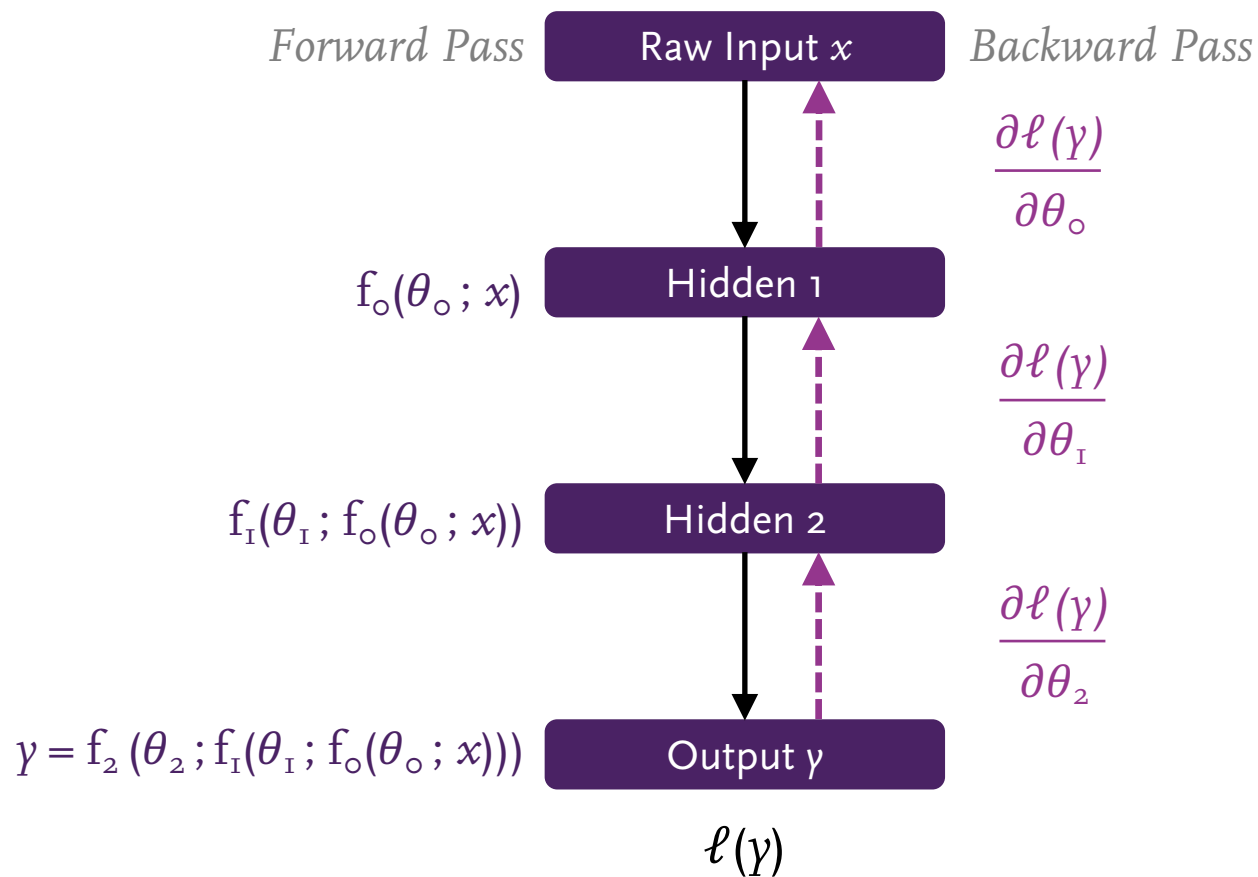 Forward Pass
Raw Input x
Backward Pass
∂ℓ(y)
∂θ₀
f₀(θ₀; x)
Hidden 1
∂ℓ(y)
∂θ₁
f₁(θ₁; f₀(θ₀; x))
Hidden 2
∂ℓ(y)
∂θ₂
y = f₂(θ₂; f₁(θ₁; f₀(θ₀; x)))
Output y
ℓ(y)